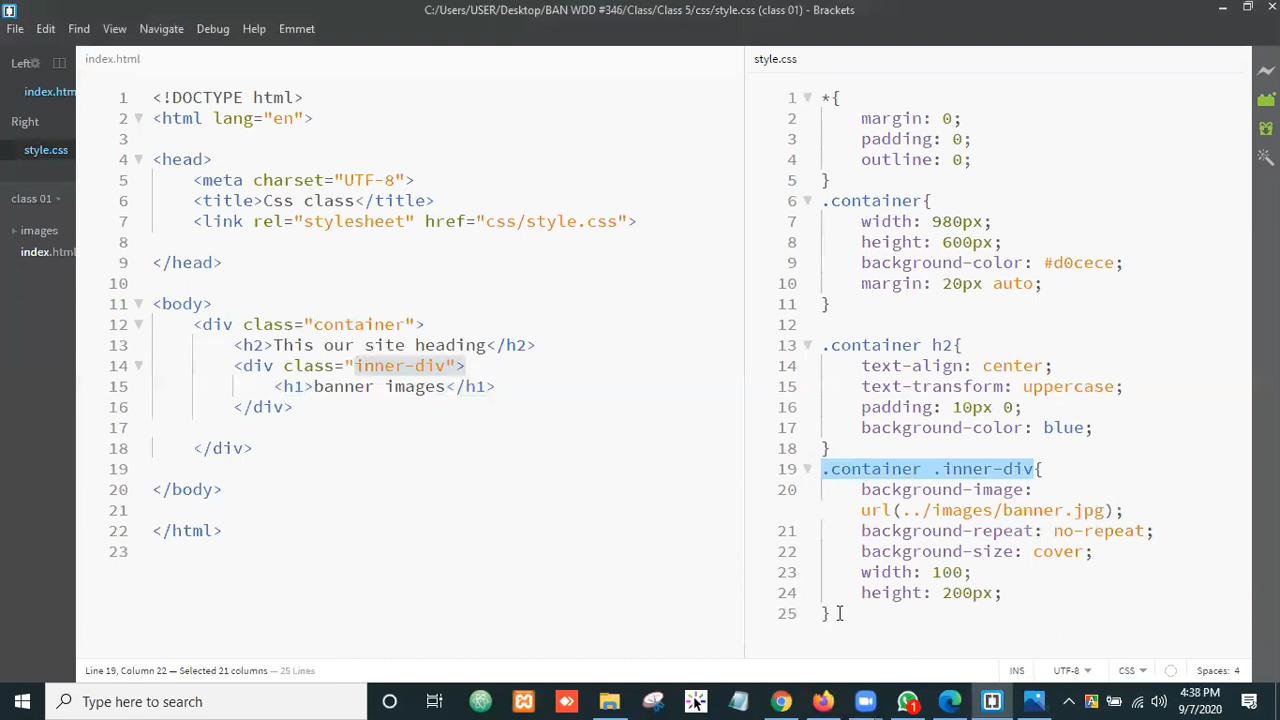 C:/Users/USER/Desktop/BAN WDD #346/Class/Class 5/css/style.css (class 01) - Brackets
File Edit Find View Navigate Debug Help Emmet
Left
index.htm
Right
style.css
class 01
images
index.html
index.html
1 <!DOCTYPE html>
2 <html lang="en">
3
4 <head>
5 <meta charset="UTF-8">
6 <title>Css class</title>
7 <link rel="stylesheet" href="css/style.css">
8
9 </head>
10
11 <body>
12 <div class="container">
13 <h2>This our site heading</h2>
14 <div class="inner-div">
15 <h1>banner images</h1>
16 </div>
17
18 </div>
19
20 </body>
21
22 </html>
23
style.css
1 *{
2 margin: 0;
3 padding: 0;
4 outline: 0;
5 }
6 .container{
7 width: 980px;
8 height: 600px;
9 background-color: #d0cece;
10 margin: 20px auto;
11 }
12
13 .container h2{
14 text-align: center;
15 text-transform: uppercase;
16 padding: 10px 0;
17 background-color: blue;
18 }
19 .container .inner-div{
20 background-image:
url(../images/banner.jpg);
21 background-repeat: no-repeat;
22 background-size: cover;
23 width: 100;
24 height: 200px;
25 }
Line 19, Column 22 — Selected 21 columns — 25 Lines
INS UTF-8 CSS Spaces: 4
Type here to search
1
4:38 PM
9/7/2020